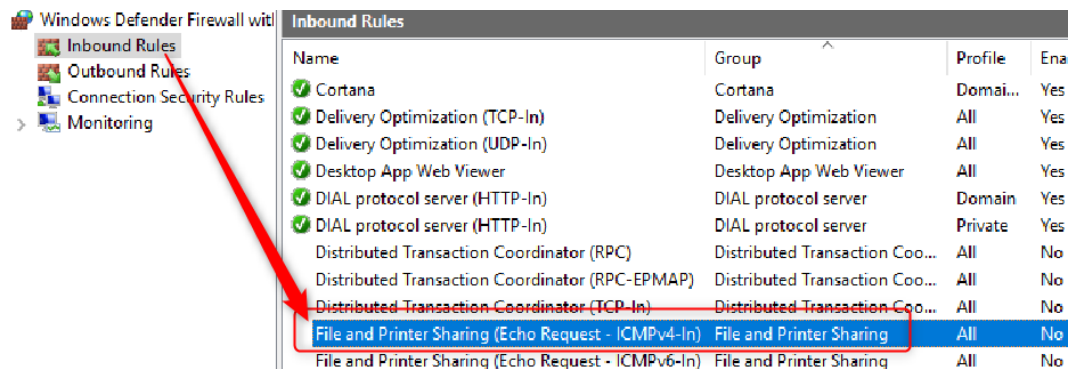 Windows Defender Firewall witl
Inbound Rules
Outbound Rules
Connection Security Rules
Monitoring
Inbound Rules
Name Group Profile Ena
Cortana Cortana Domai... Yes
Delivery Optimization (TCP-In) Delivery Optimization All Yes
Delivery Optimization (UDP-In) Delivery Optimization All Yes
Desktop App Web Viewer Desktop App Web Viewer All Yes
DIAL protocol server (HTTP-In) DIAL protocol server Domain Yes
DIAL protocol server (HTTP-In) DIAL protocol server Private Yes
Distributed Transaction Coordinator (RPC) Distributed Transaction Coo... All No
Distributed Transaction Coordinator (RPC-EPMAP) Distributed Transaction Coo... All No
Distributed Transaction Coordinator (TCP-In) Distributed Transaction Coo... All No
File and Printer Sharing (Echo Request - ICMPv4-In) File and Printer Sharing All No
File and Printer Sharing (Echo Request - ICMPv6-In) File and Printer Sharing All No